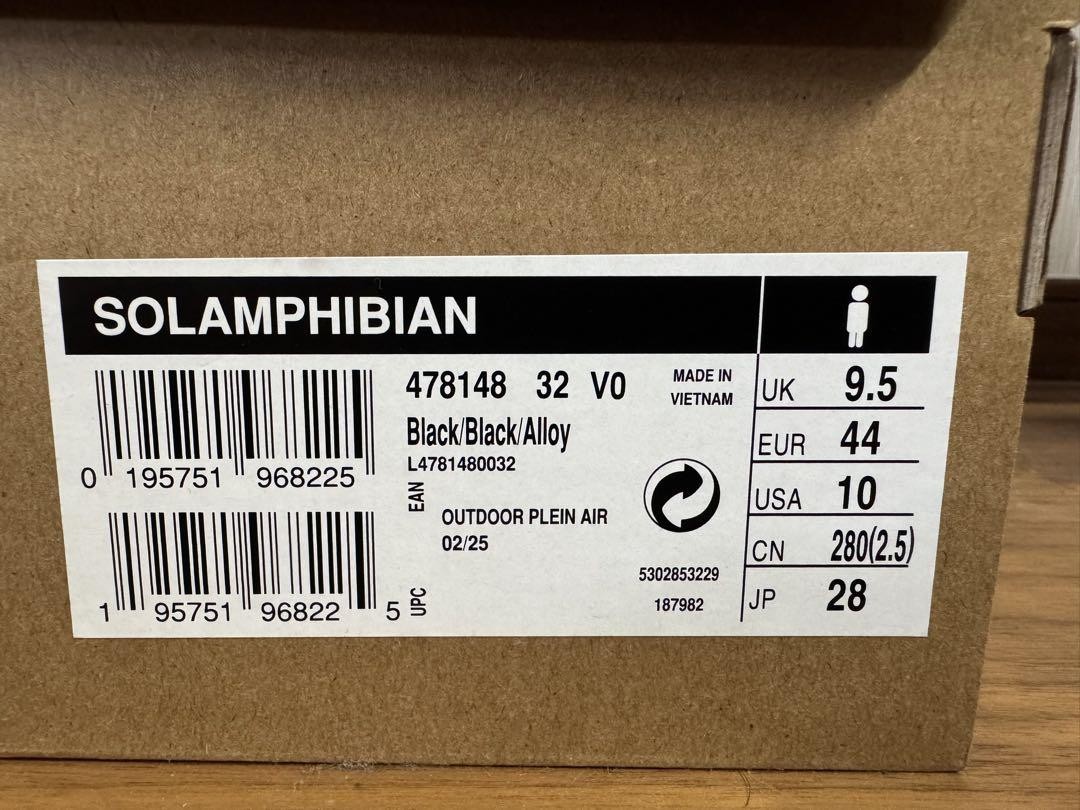 SOLAMPHIBIAN
478148 32 V0
MADE IN
VIETNAM
Black/Black/Alloy
L4781480032
0 195751 968225
EAN
OUTDOOR PLEIN AIR
02/25
1 95751 96822 5
UPC
5302853229
187982
UK 9.5
EUR 44
USA 10
CN 280(2.5)
JP 28